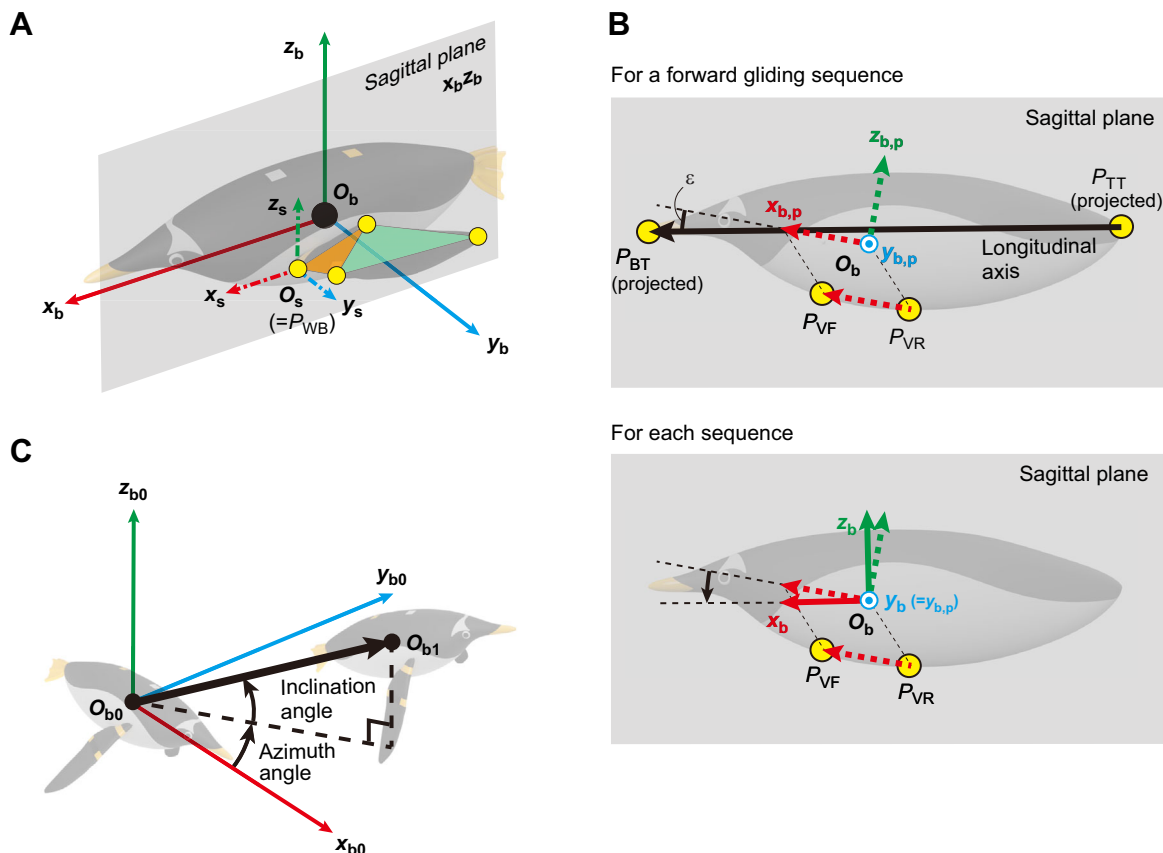 A
z_b
Sagittal plane
x_b z_b
O_b
z_s
x_s
O_s
(=P_WB)
y_s
x_b
y_b
B
For a forward gliding sequence
Sagittal plane
z_b,p
ε
x_b,p
P_TT
(projected)
P_BT
(projected)
O_b
y_b,p
Longitudinal
axis
P_VF
P_VR
For each sequence
Sagittal plane
z_b
x_b
O_b
y_b (=y_b,p)
P_VF
P_VR
C
z_b0
y_b0
O_b1
O_b0
Inclination
angle
Azimuth
angle
x_b0